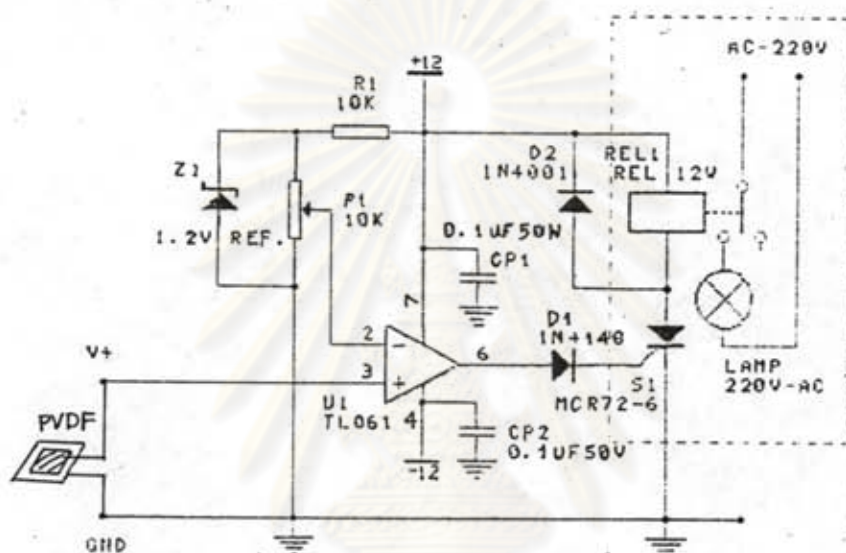 AC-220V
+12
R1
10K
D2
1N4001
REL1
REL 12V
Z1
P1
10K
1.2V REF.
0.1UF50V
CP1
7
2
3
6
4
D1
1N4148
V+
U1
TL061
S1
MCR72-6
LAMP
220V-AC
PVDF
CP2
0.1UF50V
-12
GND